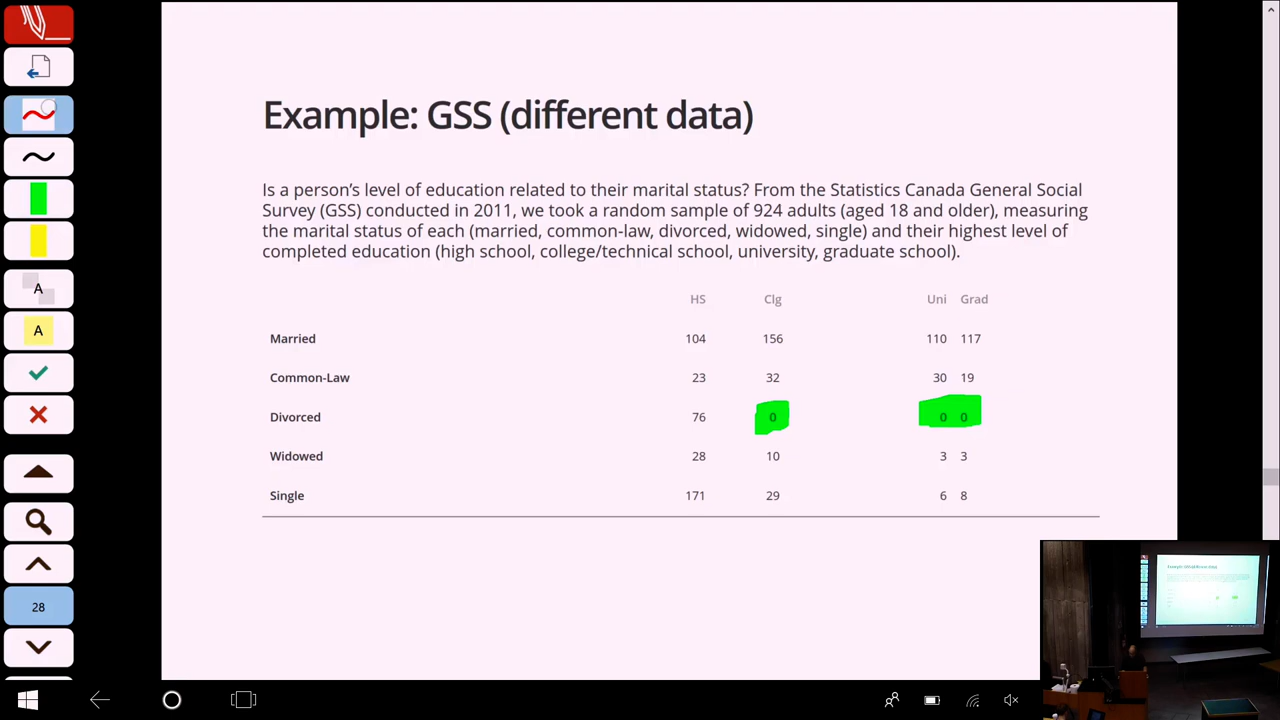 Example: GSS (different data)
Is a person's level of education related to their marital status? From the Statistics Canada General Social
Survey (GSS) conducted in 2011, we took a random sample of 924 adults (aged 18 and older), measuring
the marital status of each (married, common-law, divorced, widowed, single) and their highest level of
completed education (high school, college/technical school, university, graduate school).
HS Clg Uni Grad
Married 104 156 110 117
Common-Law 23 32 30 19
Divorced 76 0 0 0
Widowed 28 10 3 3
Single 171 29 6 8
A
A
28